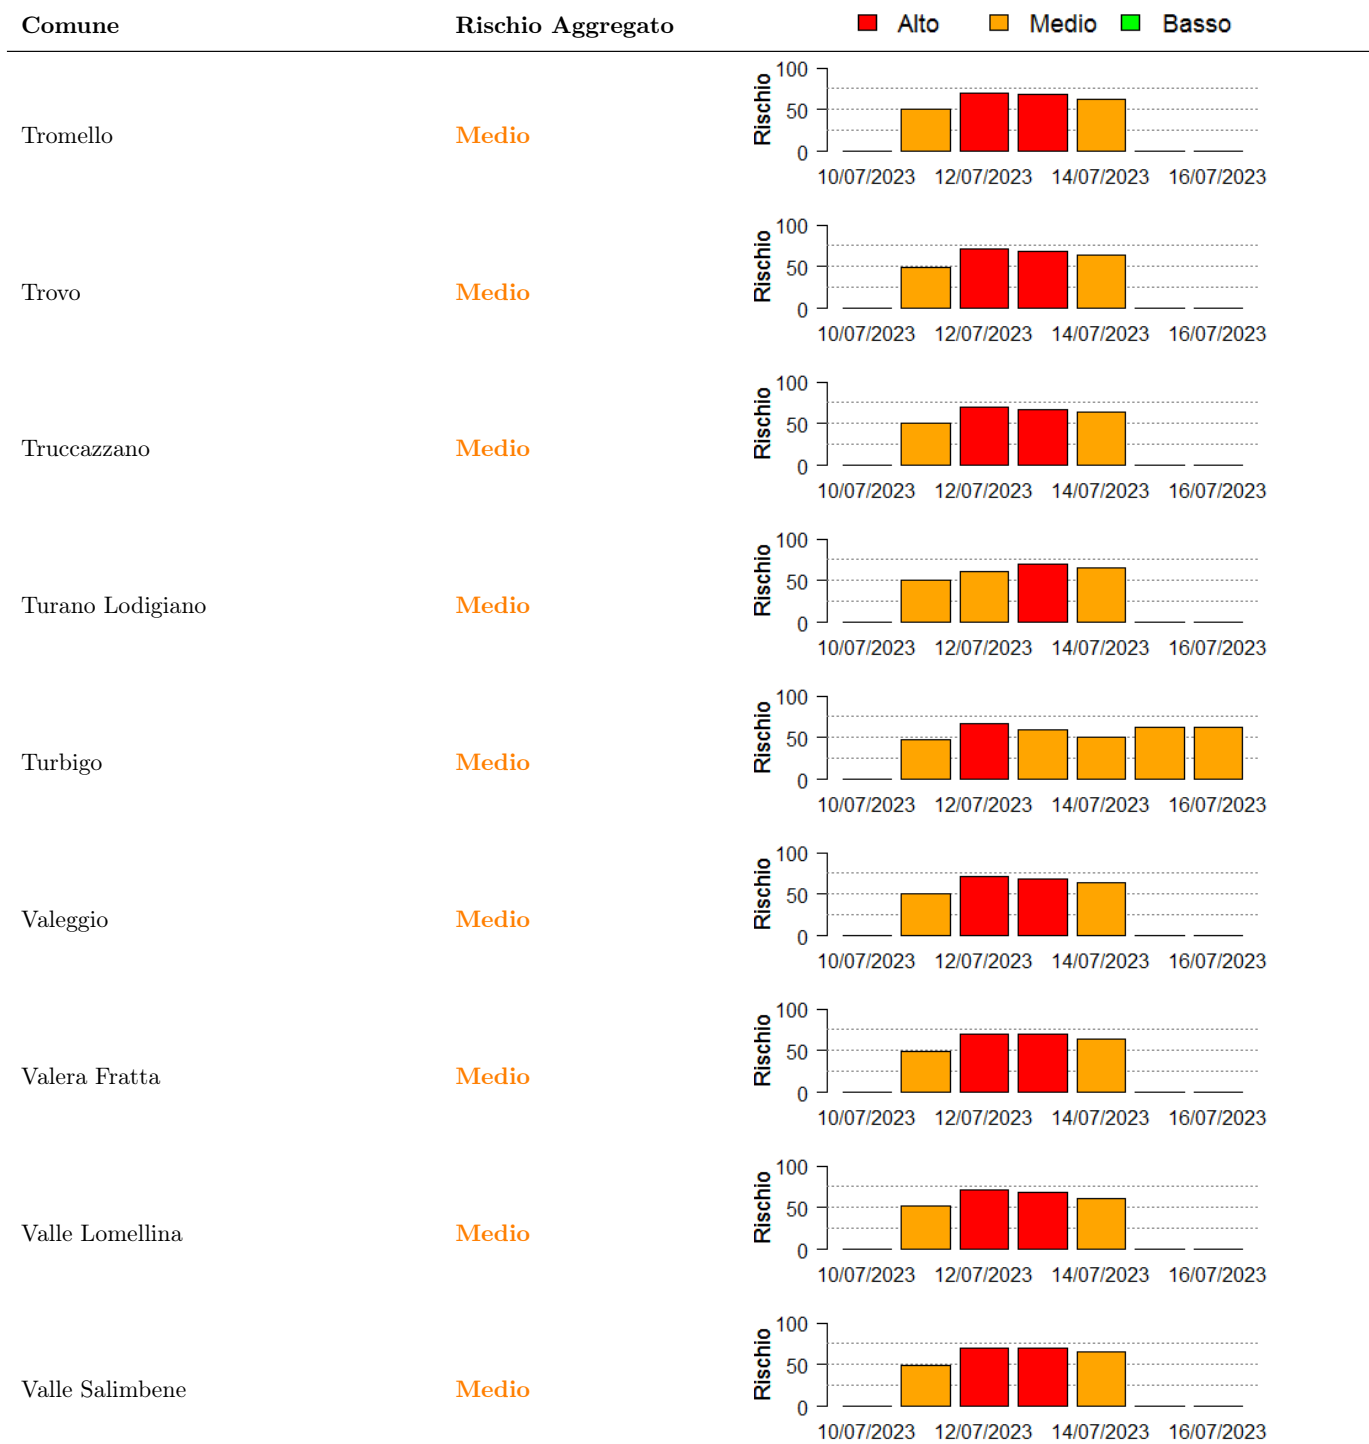 Comune Rischio Aggregato Alto Medio Basso
100
50
0
Rischio
Tromello Medio
10/07/2023 12/07/2023 14/07/2023 16/07/2023
100
50
0
Rischio
Trovo Medio
10/07/2023 12/07/2023 14/07/2023 16/07/2023
100
50
0
Rischio
Truccazzano Medio
10/07/2023 12/07/2023 14/07/2023 16/07/2023
100
50
0
Rischio
Turano Lodigiano Medio
10/07/2023 12/07/2023 14/07/2023 16/07/2023
100
50
0
Rischio
Turbigo Medio
10/07/2023 12/07/2023 14/07/2023 16/07/2023
100
50
0
Rischio
Valeggio Medio
10/07/2023 12/07/2023 14/07/2023 16/07/2023
100
50
0
Rischio
Valera Fratta Medio
10/07/2023 12/07/2023 14/07/2023 16/07/2023
100
50
0
Rischio
Valle Lomellina Medio
10/07/2023 12/07/2023 14/07/2023 16/07/2023
100
50
0
Rischio
Valle Salimbene Medio
10/07/2023 12/07/2023 14/07/2023 16/07/2023